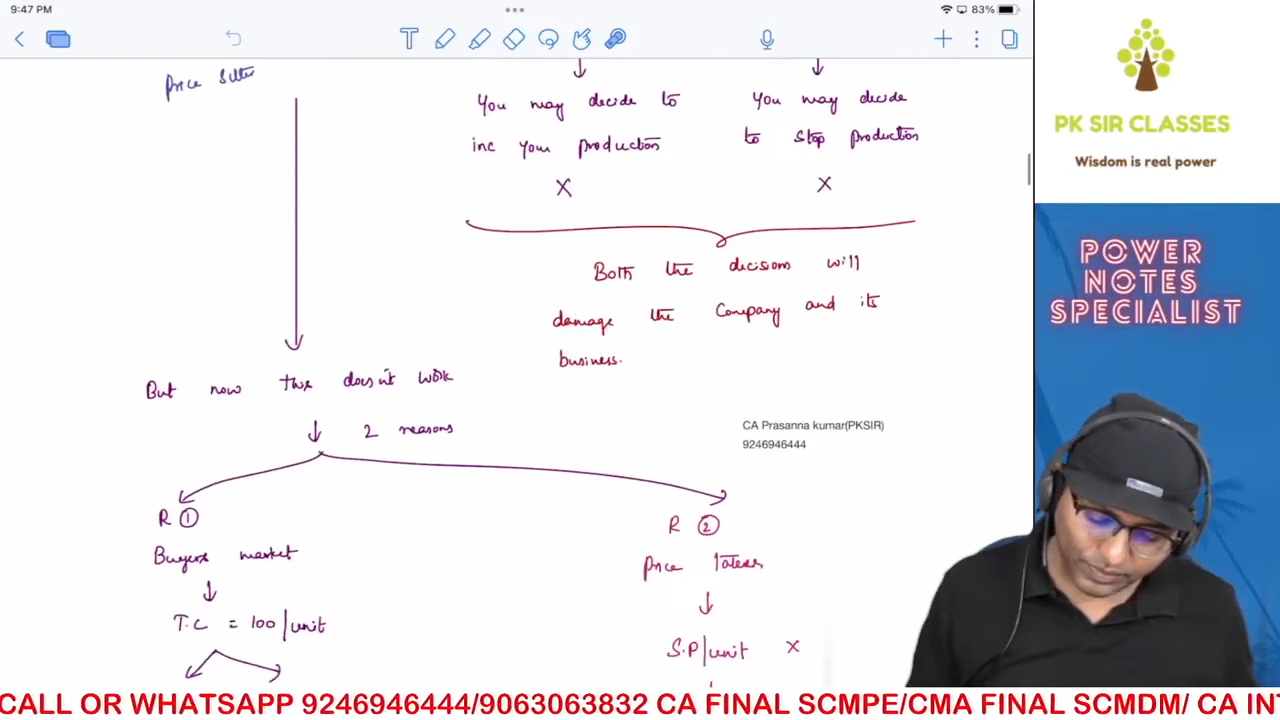 9:47 PM
83%
Price Setter
You may decide to
inc your production
X
You may decide
to stop production
X
Both the decisions will
damage the Company and its
business.
But now this doesn't work
2 reasons
CA Prasanna kumar(PKSIR)
9246946444
R ①
Buyers market
T.C = 100/unit
R ②
Price takers
S.P/unit X
PK SIR CLASSES
Wisdom is real power
POWER
NOTES
SPECIALIST
CALL OR WHATSAPP 9246946444/9063063832 CA FINAL SCMPE/CMA FINAL SCMDM/ CA INT